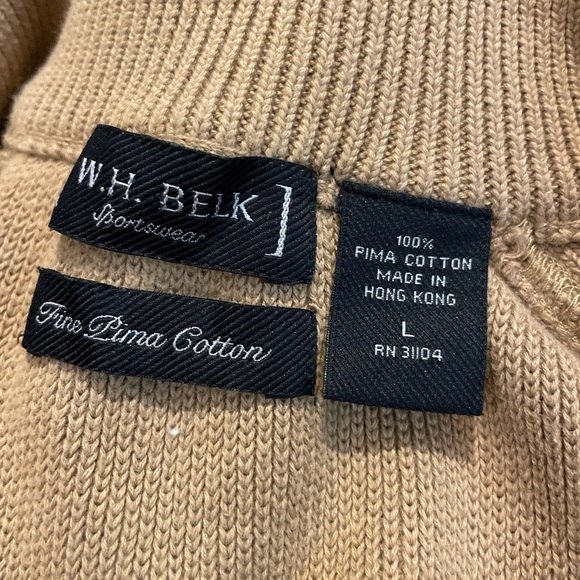 W.H. BELK
Sportswear
Fine Pima Cotton
100%
PIMA COTTON
MADE IN
HONG KONG
L
RN 31104